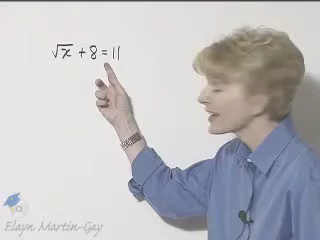 √x + 8 = 11
Elayn Martin-Gay